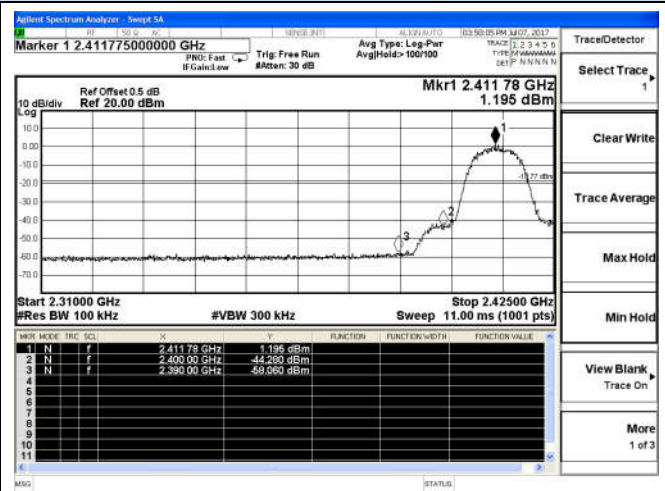 Agilent Spectrum Analyzer - Swept SA
RF 50 Ω AC SENSE:INT ALIGN AUTO 03:50:05 PM Jul 07, 2017
Marker 1 2.411775000000 GHz
PNO: Fast
IFGain:Low
Trig: Free Run
#Atten: 30 dB
Avg Type: Log-Pwr
Avg|Hold:> 100/100
TRACE 1 2 3 4 5 6
TYPE
DET P N N N N N
Ref Offset 0.5 dB
Ref 20.00 dBm
10 dB/div
Log
Mkr1 2.411 78 GHz
1.195 dBm
10.0
0.00
-10.0
-20.0
-30.0
-40.0
-50.0
-60.0
-70.0
1
2
3
Start 2.31000 GHz
Stop 2.42500 GHz
#Res BW 100 kHz
#VBW 300 kHz
Sweep 11.00 ms (1001 pts)
MKR MODE TRC SCL X Y FUNCTION FUNCTION WIDTH FUNCTION VALUE
1 N f 2.411 78 GHz 1.195 dBm
2 N f 2.400 00 GHz -44.280 dBm
3 N f 2.390 00 GHz -58.060 dBm
4
5
6
7
8
9
10
11
MSG
STATUS
Trace/Detector
Select Trace
1
Clear Write
Trace Average
Max Hold
Min Hold
View Blank
Trace On
More
1 of 3